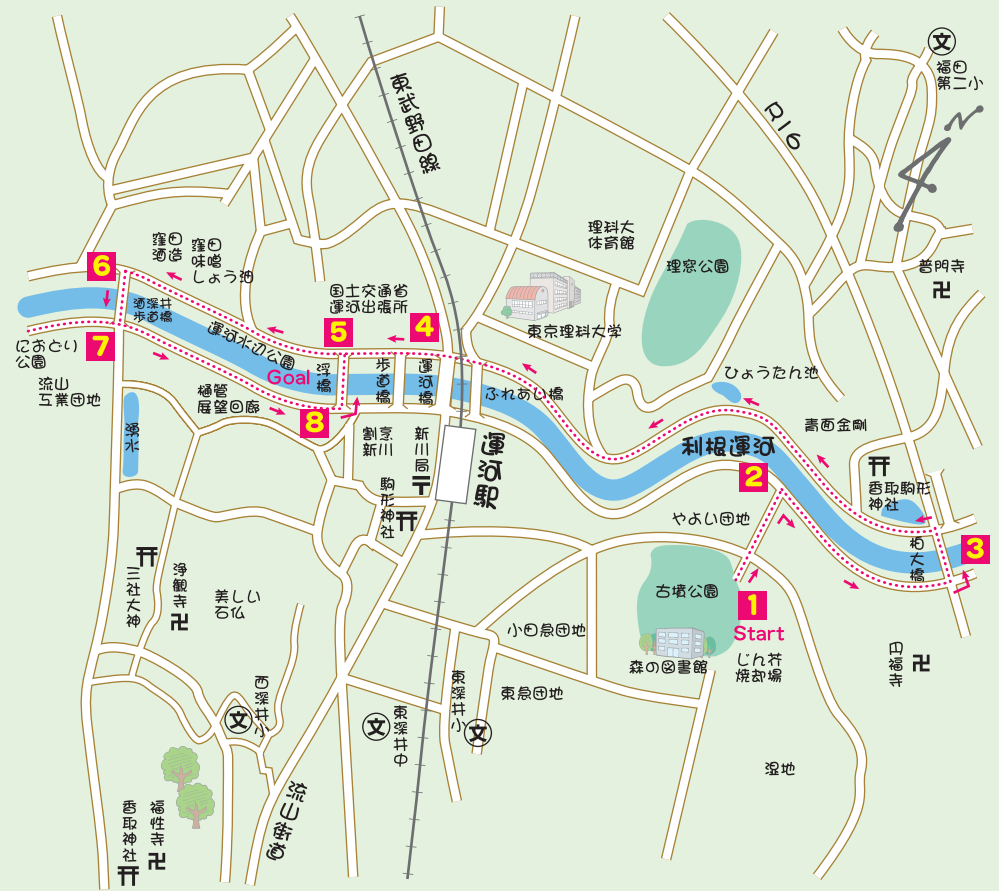 文
福田
第二小
N
東武野田線
R16
理科大
体育館
理窓公園
普門寺
卍
窪田
酒造
窪田
味噌
しょう油
6
国土交通省
運河出張所
5
4
東京理科大学
酒深井
歩道橋
運河水辺公園
7
におどり
公園
流山
工業団地
Goal
浮橋
歩道橋
運河橋
ふれあい橋
ひょうたん池
樋管
展望回廊
8
湧水
割烹
新川
新川局
〒
運河駅
利根運河
2
青面金剛
香取駒形
神社
柏大橋
3
駒形神社
やよい団地
古墳公園
1
Start
森の図書館
じん芥
焼却場
三社大神
浄観寺
卍
美しい
石仏
小田急団地
東急団地
円福寺
卍
西深井小
文
東深井小
文
東深井中
文
湿地
流山街道
香取神社
福性寺
卍